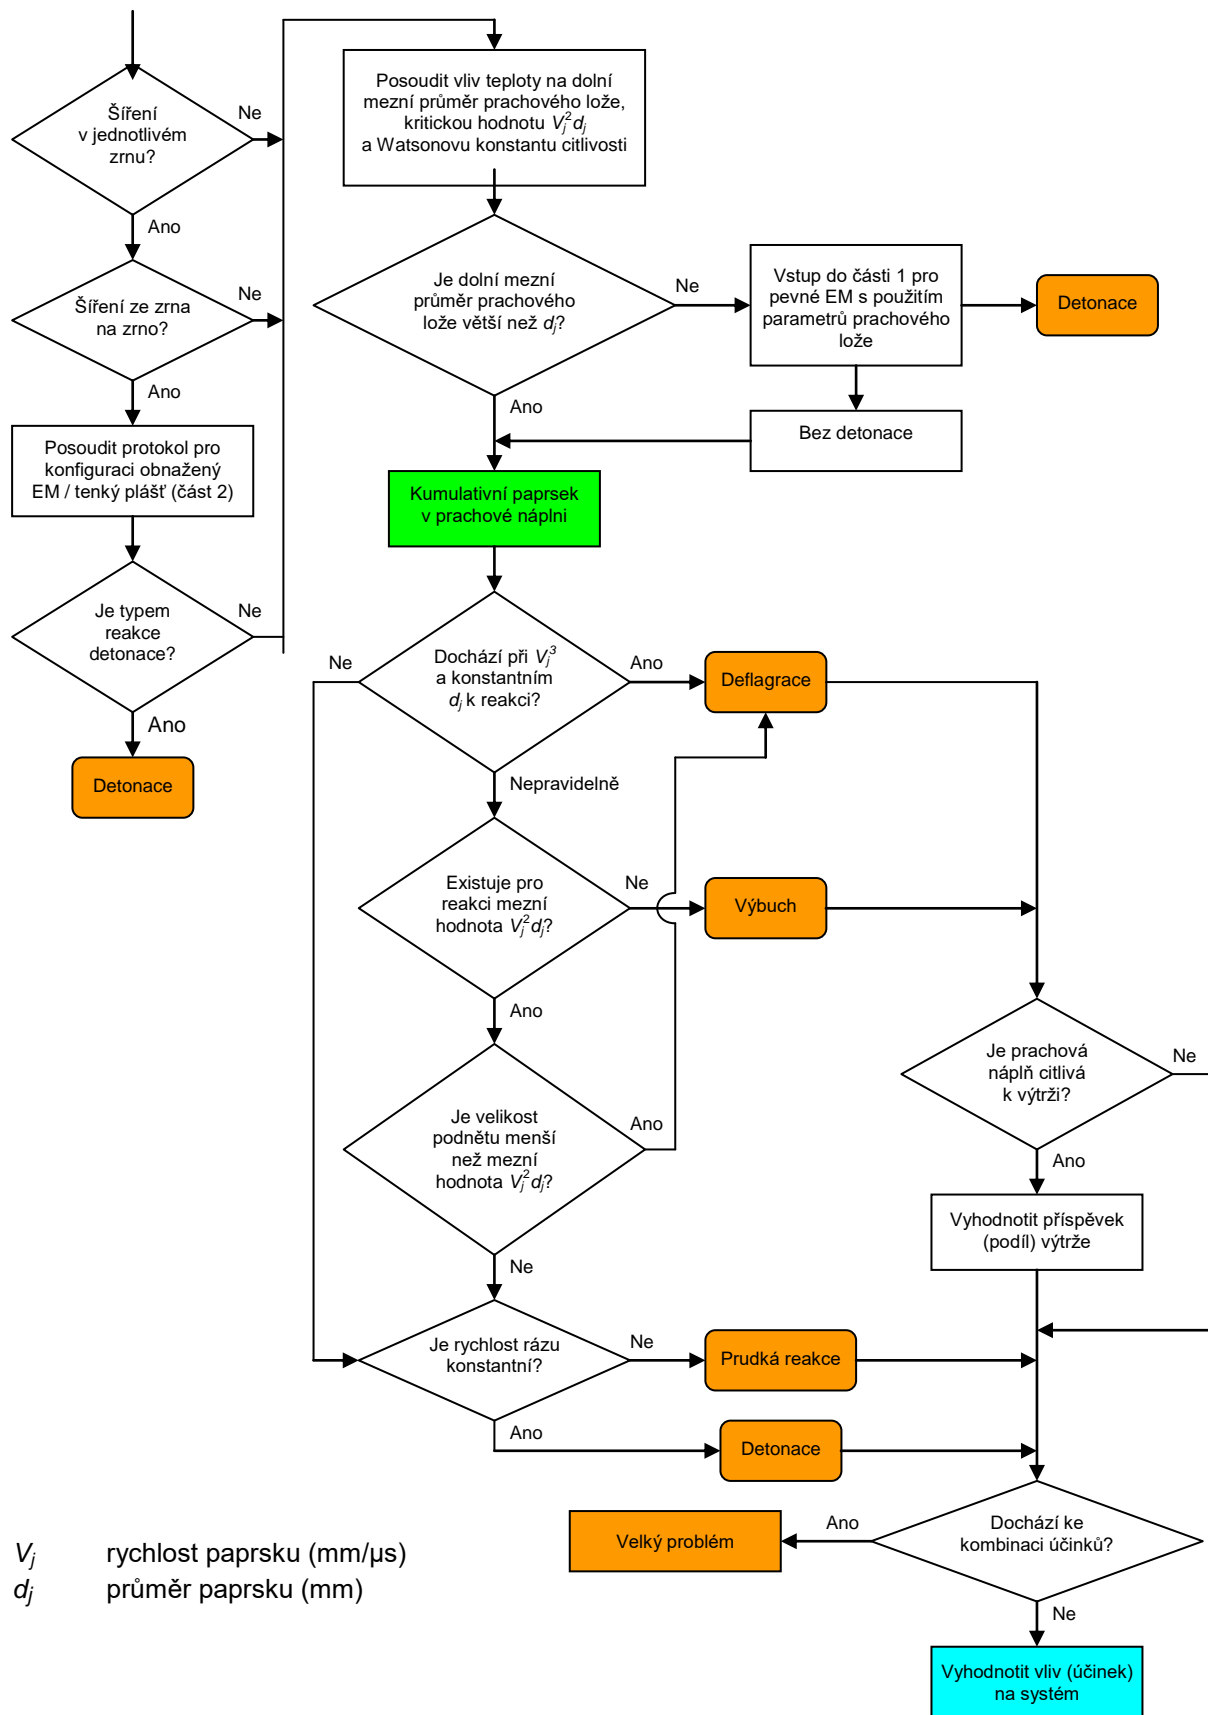 Šíření
v jednotlivém
zrnu?
Ne
Ano
Šíření ze zrna
na zrno?
Ne
Ano
Posoudit protokol pro
konfiguraci obnažený
EM / tenký plášť (část 2)
Je typem
reakce
detonace?
Ne
Ano
Detonace
Posoudit vliv teploty na dolní
mezní průměr prachového lože,
kritickou hodnotu Vj²dj
a Watsonovu konstantu citlivosti
Je dolní mezní
průměr prachového
lože větší než dj?
Ne
Ano
Vstup do části 1 pro
pevné EM s použitím
parametrů prachového
lože
Detonace
Bez detonace
Kumulativní paprsek
v prachové náplni
Dochází při Vj³
a konstantním
dj k reakci?
Ne
Ano
Nepravidelně
Deflagrace
Existuje pro
reakci mezní
hodnota Vj²dj?
Ne
Ano
Výbuch
Je velikost
podnětu menší
než mezní
hodnota Vj²dj?
Ano
Ne
Je prachová
náplň citlivá
k výtrži?
Ne
Ano
Vyhodnotit příspěvek
(podíl) výtrže
Je rychlost rázu
konstantní?
Ne
Ano
Prudká reakce
Detonace
Dochází ke
kombinaci účinků?
Ano
Ne
Velký problém
Vyhodnotit vliv (účinek)
na systém
Vj rychlost paprsku (mm/µs)
dj průměr paprsku (mm)